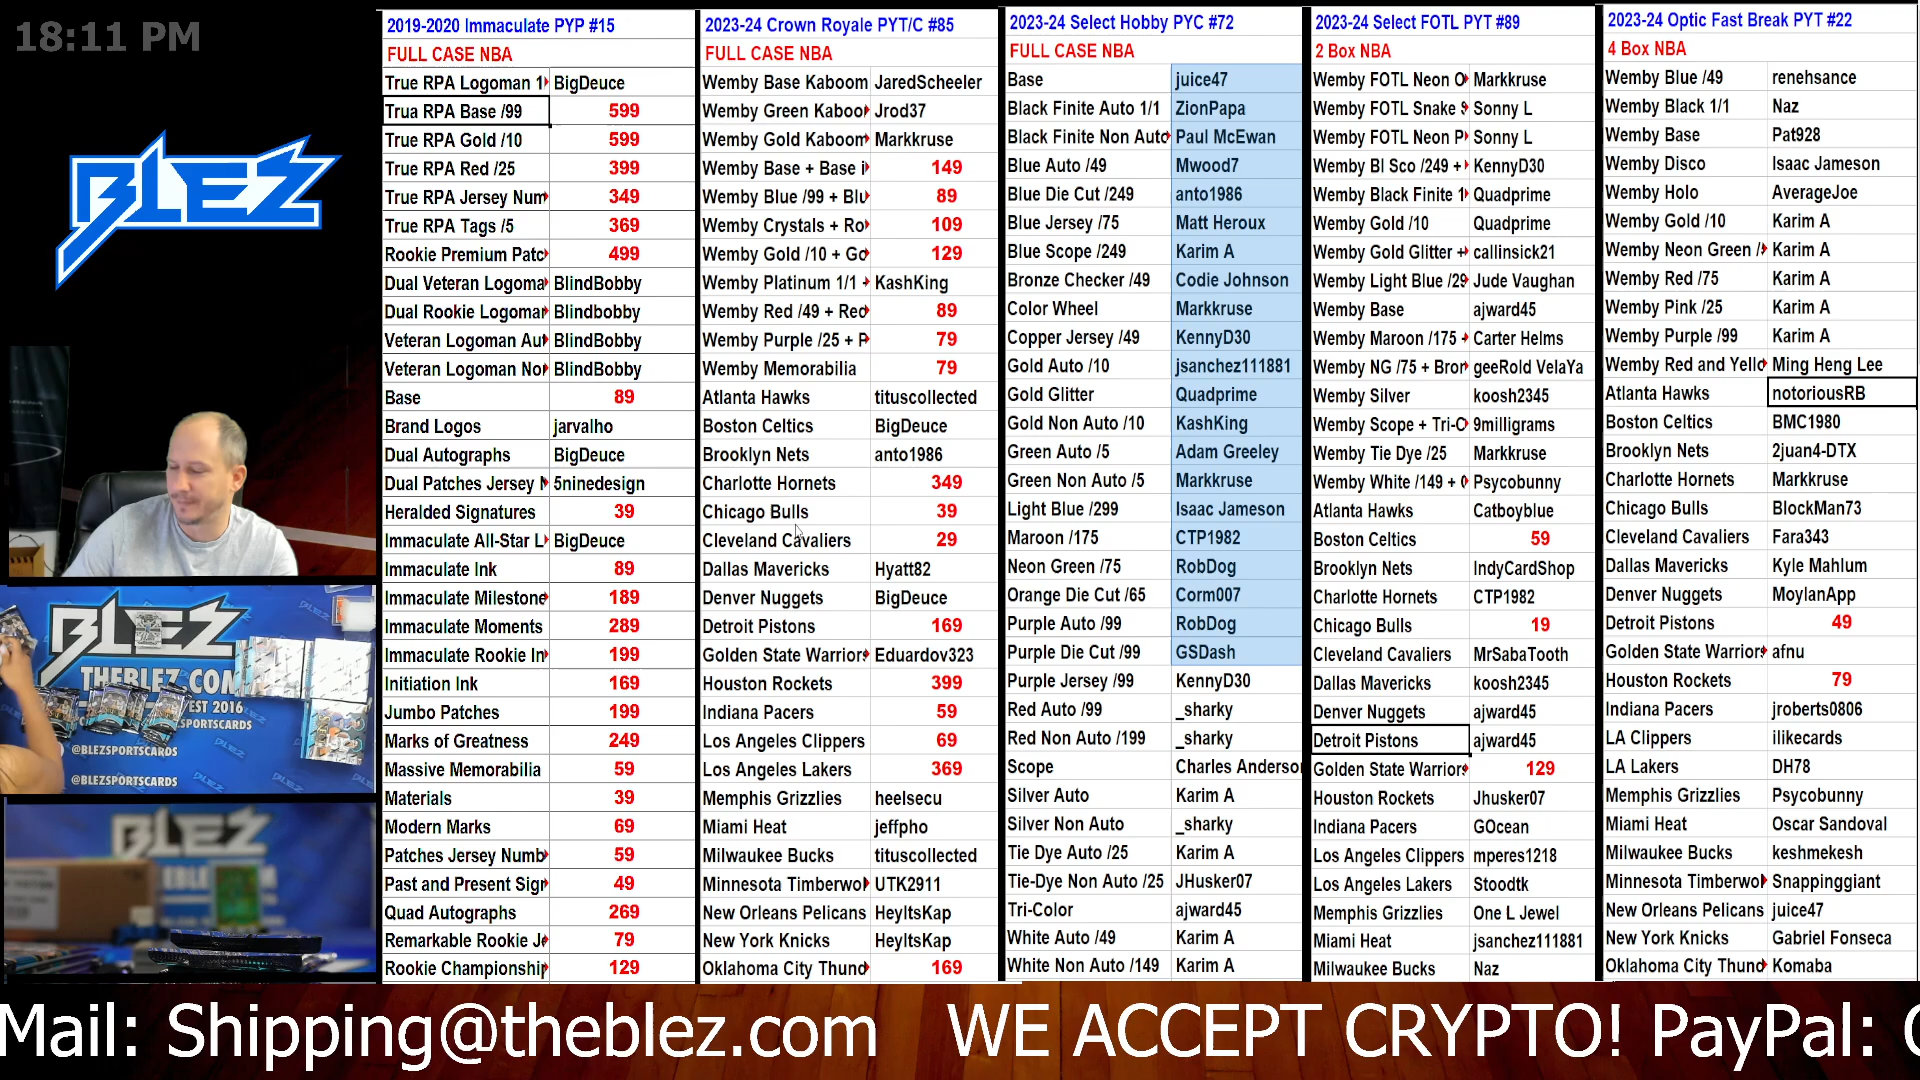 18:11 PM
BLEZ
BLEZ
THEBLEZ.COM
EST 2016
@BLEZSPORTSCARDS
@BLEZSPORTSCARDS
BLEZ
2019-2020 Immaculate PYP #15
FULL CASE NBA
True RPA Logoman 1 BigDeuce
Trua RPA Base /99 599
True RPA Gold /10 599
True RPA Red /25 399
True RPA Jersey Num 349
True RPA Tags /5 369
Rookie Premium Patc 499
Dual Veteran Logoma BlindBobby
Dual Rookie Logoman Blindbobby
Veteran Logoman Aut BlindBobby
Veteran Logoman Nor BlindBobby
Base 89
Brand Logos jarvalho
Dual Autographs BigDeuce
Dual Patches Jersey 5ninedesign
Heralded Signatures 39
Immaculate All-Star L BigDeuce
Immaculate Ink 89
Immaculate Milestone 189
Immaculate Moments 289
Immaculate Rookie In 199
Initiation Ink 169
Jumbo Patches 199
Marks of Greatness 249
Massive Memorabilia 59
Materials 39
Modern Marks 69
Patches Jersey Numb 59
Past and Present Sign 49
Quad Autographs 269
Remarkable Rookie Je 79
Rookie Championship 129
2023-24 Crown Royale PYT/C #85
FULL CASE NBA
Wemby Base Kaboom JaredScheeler
Wemby Green Kaboo Jrod37
Wemby Gold Kaboom Markkruse
Wemby Base + Base i 149
Wemby Blue /99 + Blu 89
Wemby Crystals + Ro 109
Wemby Gold /10 + Go 129
Wemby Platinum 1/1 + KashKing
Wemby Red /49 + Red 89
Wemby Purple /25 + P 79
Wemby Memorabilia 79
Atlanta Hawks tituscollected
Boston Celtics BigDeuce
Brooklyn Nets anto1986
Charlotte Hornets 349
Chicago Bulls 39
Cleveland Cavaliers 29
Dallas Mavericks Hyatt82
Denver Nuggets BigDeuce
Detroit Pistons 169
Golden State Warriors Eduardov323
Houston Rockets 399
Indiana Pacers 59
Los Angeles Clippers 69
Los Angeles Lakers 369
Memphis Grizzlies heelsecu
Miami Heat jeffpho
Milwaukee Bucks tituscollected
Minnesota Timberwol UTK2911
New Orleans Pelicans HeyItsKap
New York Knicks HeyItsKap
Oklahoma City Thund 169
2023-24 Select Hobby PYC #72
FULL CASE NBA
Base juice47
Black Finite Auto 1/1 ZionPapa
Black Finite Non Auto Paul McEwan
Blue Auto /49 Mwood7
Blue Die Cut /249 anto1986
Blue Jersey /75 Matt Heroux
Blue Scope /249 Karim A
Bronze Checker /49 Codie Johnson
Color Wheel Markkruse
Copper Jersey /49 KennyD30
Gold Auto /10 jsanchez111881
Gold Glitter Quadprime
Gold Non Auto /10 KashKing
Green Auto /5 Adam Greeley
Green Non Auto /5 Markkruse
Light Blue /299 Isaac Jameson
Maroon /175 CTP1982
Neon Green /75 RobDog
Orange Die Cut /65 Corm007
Purple Auto /99 RobDog
Purple Die Cut /99 GSDash
Purple Jersey /99 KennyD30
Red Auto /99 _sharky
Red Non Auto /199 _sharky
Scope Charles Anderson
Silver Auto Karim A
Silver Non Auto _sharky
Tie Dye Auto /25 Karim A
Tie-Dye Non Auto /25 JHusker07
Tri-Color ajward45
White Auto /49 Karim A
White Non Auto /149 Karim A
2023-24 Select FOTL PYT #89
2 Box NBA
Wemby FOTL Neon O Markkruse
Wemby FOTL Snake S Sonny L
Wemby FOTL Neon P Sonny L
Wemby Bl Sco /249 + KennyD30
Wemby Black Finite 1 Quadprime
Wemby Gold /10 Quadprime
Wemby Gold Glitter + callinsick21
Wemby Light Blue /29 Jude Vaughan
Wemby Base ajward45
Wemby Maroon /175 + Carter Helms
Wemby NG /75 + Bron geeRold VelaYa
Wemby Silver koosh2345
Wemby Scope + Tri-C 9milligrams
Wemby Tie Dye /25 Markkruse
Wemby White /149 + Psycobunny
Atlanta Hawks Catboyblue
Boston Celtics 59
Brooklyn Nets IndyCardShop
Charlotte Hornets CTP1982
Chicago Bulls 19
Cleveland Cavaliers MrSabaTooth
Dallas Mavericks koosh2345
Denver Nuggets ajward45
Detroit Pistons ajward45
Golden State Warriors 129
Houston Rockets Jhusker07
Indiana Pacers GOcean
Los Angeles Clippers mperes1218
Los Angeles Lakers Stoodtk
Memphis Grizzlies One L Jewel
Miami Heat jsanchez111881
Milwaukee Bucks Naz
2023-24 Optic Fast Break PYT #22
4 Box NBA
Wemby Blue /49 renehsance
Wemby Black 1/1 Naz
Wemby Base Pat928
Wemby Disco Isaac Jameson
Wemby Holo AverageJoe
Wemby Gold /10 Karim A
Wemby Neon Green / Karim A
Wemby Red /75 Karim A
Wemby Pink /25 Karim A
Wemby Purple /99 Karim A
Wemby Red and Yello Ming Heng Lee
Atlanta Hawks notoriousRB
Boston Celtics BMC1980
Brooklyn Nets 2juan4-DTX
Charlotte Hornets Markkruse
Chicago Bulls BlockMan73
Cleveland Cavaliers Fara343
Dallas Mavericks Kyle Mahlum
Denver Nuggets MoylanApp
Detroit Pistons 49
Golden State Warriors afnu
Houston Rockets 79
Indiana Pacers jroberts0806
LA Clippers ilikecards
LA Lakers DH78
Memphis Grizzlies Psycobunny
Miami Heat Oscar Sandoval
Milwaukee Bucks keshmekesh
Minnesota Timberwol Snappinggiant
New Orleans Pelicans juice47
New York Knicks Gabriel Fonseca
Oklahoma City Thund Komaba
Mail: Shipping@theblez.com WE ACCEPT CRYPTO! PayPal: